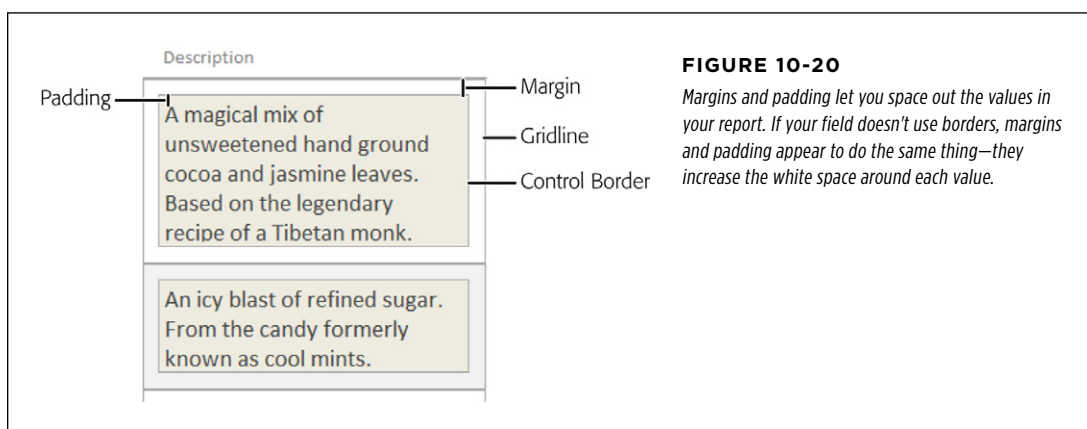 Description
Padding
Margin
Gridline
Control Border
A magical mix of
unsweetened hand ground
cocoa and jasmine leaves.
Based on the legendary
recipe of a Tibetan monk.
An icy blast of refined sugar.
From the candy formerly
known as cool mints.
FIGURE 10-20
Margins and padding let you space out the values in
your report. If your field doesn't use borders, margins
and padding appear to do the same thing—they
increase the white space around each value.